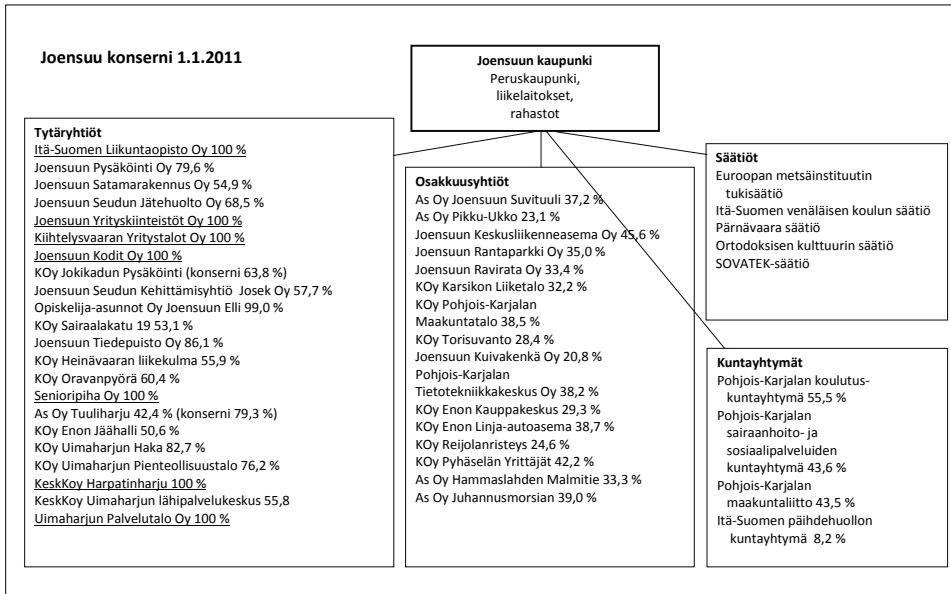 Joensuu konserni 1.1.2011
Joensuun kaupunki
Peruskaupunki,
liikelaitokset,
rahastot
Tytäryhtiöt
Itä-Suomen Liikuntaopisto Oy 100 %
Joensuun Pysäköinti Oy 79,6 %
Joensuun Satamarakennus Oy 54,9 %
Joensuun Seudun Jätehuolto Oy 68,5 %
Joensuun Yrityskiinteistöt Oy 100 %
Kiihtelysvaaran Yritystalot Oy 100 %
Joensuun Kodit Oy 100 %
KOy Jokikadun Pysäköinti (konserni 63,8 %)
Joensuun Seudun Kehittämisyhtiö Josek Oy 57,7 %
Opiskelija-asunnot Oy Joensuun Elli 99,0 %
KOy Sairaalakatu 19 53,1 %
Joensuun Tiedepuisto Oy 86,1 %
KOy Heinävaaran liikekulma 55,9 %
KOy Oravanpyörä 60,4 %
Senioripiha Oy 100 %
As Oy Tuuliharju 42,4 % (konserni 79,3 %)
KOy Enon Jäähalli 50,6 %
KOy Uimaharjun Haka 82,7 %
KOy Uimaharjun Pienteollisuustalo 76,2 %
KeskKoy Harpatinharju 100 %
KeskKoy Uimaharjun lähipalvelukeskus 55,8
Uimaharjun Palvelutalo Oy 100 %
Osakkuusyhtiöt
As Oy Joensuun Suvituuli 37,2 %
As Oy Pikku-Ukko 23,1 %
Joensuun Keskusliikenneasema Oy 45,6 %
Joensuun Rantaparkki Oy 35,0 %
Joensuun Ravirata Oy 33,4 %
KOy Karsikon Liiketalo 32,2 %
KOy Pohjois-Karjalan
Maakuntatalo 38,5 %
KOy Torisuvanto 28,4 %
Joensuun Kuivakenkä Oy 20,8 %
Pohjois-Karjalan
Tietotekniikkakeskus Oy 38,2 %
KOy Enon Kauppakeskus 29,3 %
KOy Enon Linja-autoasema 38,7 %
KOy Reijolanristeys 24,6 %
KOy Pyhäselän Yrittäjät 42,2 %
As Oy Hammaslahden Malmitie 33,3 %
As Oy Juhannusmorsian 39,0 %
Säätiöt
Euroopan metsäinstituutin
tukisäätiö
Itä-Suomen venäläisen koulun säätiö
Pärnävaara säätiö
Ortodoksisen kulttuurin säätiö
SOVATEK-säätiö
Kuntayhtymät
Pohjois-Karjalan koulutus-
kuntayhtymä 55,5 %
Pohjois-Karjalan
sairaanhoito- ja
sosiaalipalveluiden
kuntayhtymä 43,6 %
Pohjois-Karjalan
maakuntaliitto 43,5 %
Itä-Suomen päihdehuollon
kuntayhtymä 8,2 %